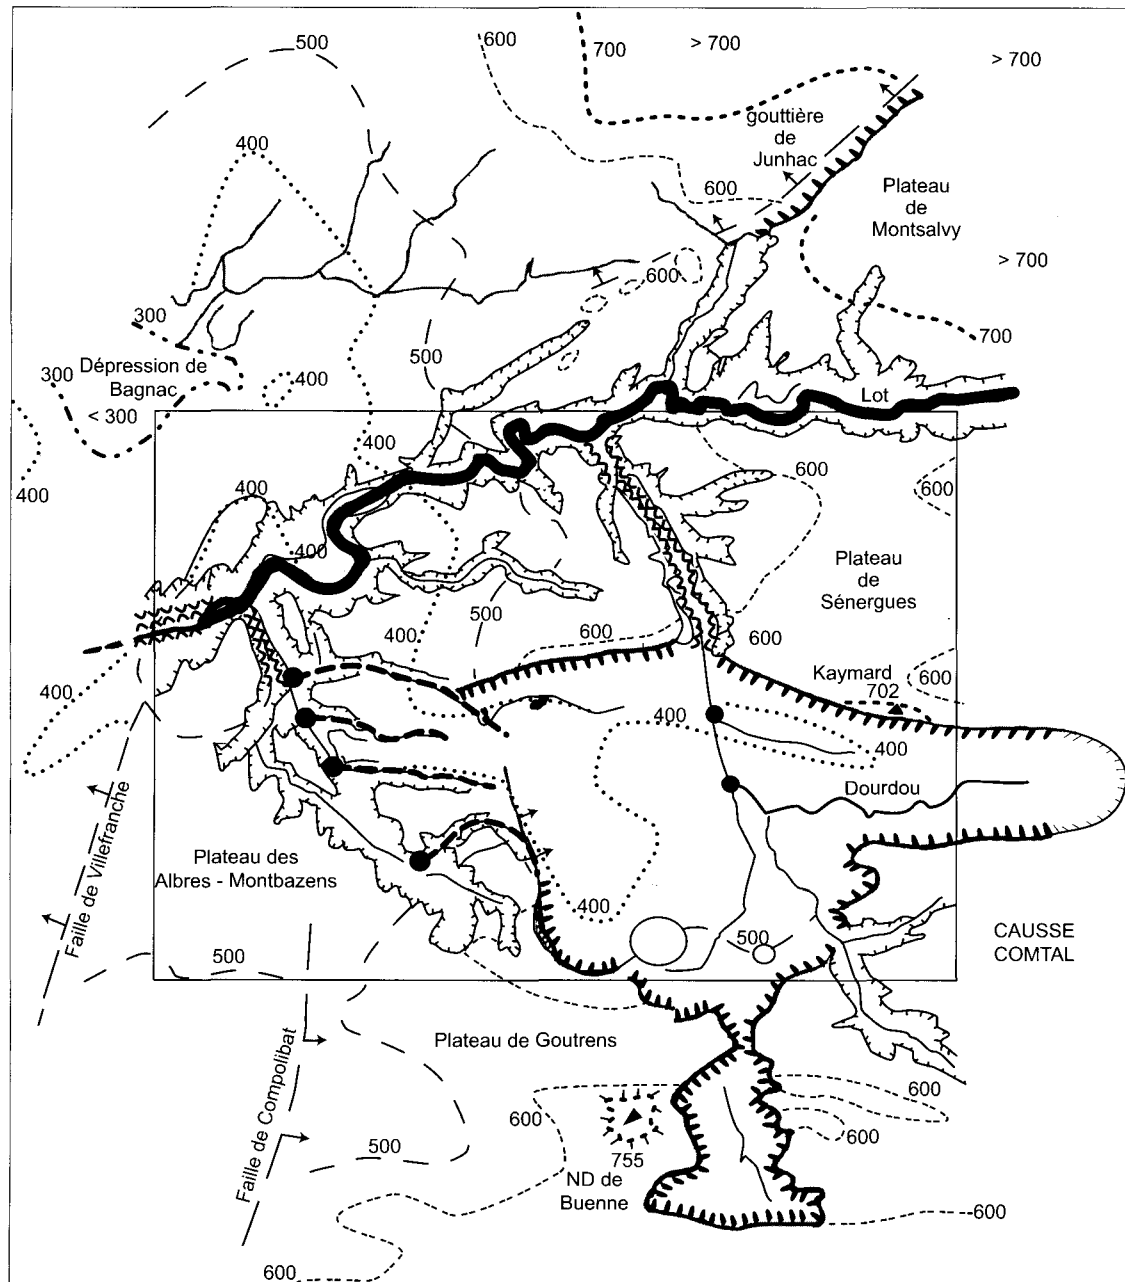 500
600
700
> 700
> 700
400
gouttière
de
Junhac
600
Plateau
de
Montsalvy
> 700
600
300
700
500
Dépression de
Bagnac
300
< 300
400
Lot
400
400
400
600
600
400
Plateau
de
Sénergues
500
400
600
600
400
Kaymard
702
600
400
400
Dourdou
Faille de Villefranche
Plateau des
Albres - Montbazens
400
500
CAUSSE
COMTAL
500
Plateau de Goutrens
Faille de Compolibat
600
600
600
500
755
ND de
Buenne
600
600